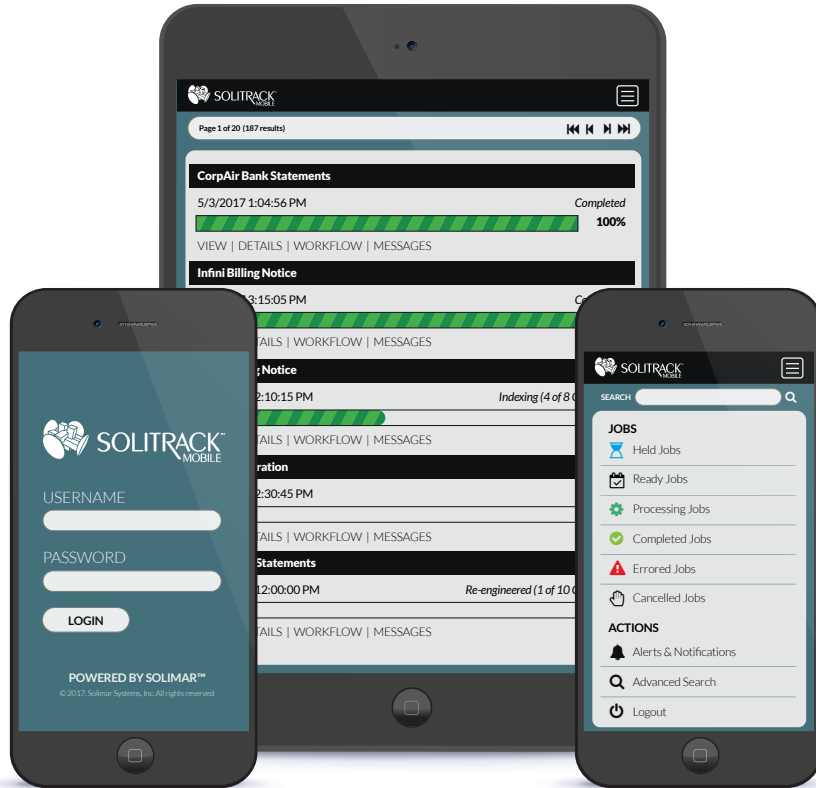 SOLITRACK™
MOBILE
Page 1 of 20 (187 results)
CorpAir Bank Statements
5/3/2017 1:04:56 PM Completed
100%
VIEW | DETAILS | WORKFLOW | MESSAGES
Infini Billing Notice
3:15:05 PM
TAILS | WORKFLOW | MESSAGES
Notice
2:10:15 PM Indexing (4 of 8
TAILS | WORKFLOW | MESSAGES
2:30:45 PM
TAILS | WORKFLOW | MESSAGES
Statements
12:00:00 PM Re-engineered (1 of 10
TAILS | WORKFLOW | MESSAGES
SOLITRACK™
MOBILE
USERNAME
PASSWORD
LOGIN
POWERED BY SOLIMAR™
© 2017. Solimar Systems, Inc. All rights reserved
SOLITRACK™
MOBILE
SEARCH
JOBS
Held Jobs
Ready Jobs
Processing Jobs
Completed Jobs
Errored Jobs
Cancelled Jobs
ACTIONS
Alerts & Notifications
Advanced Search
Logout